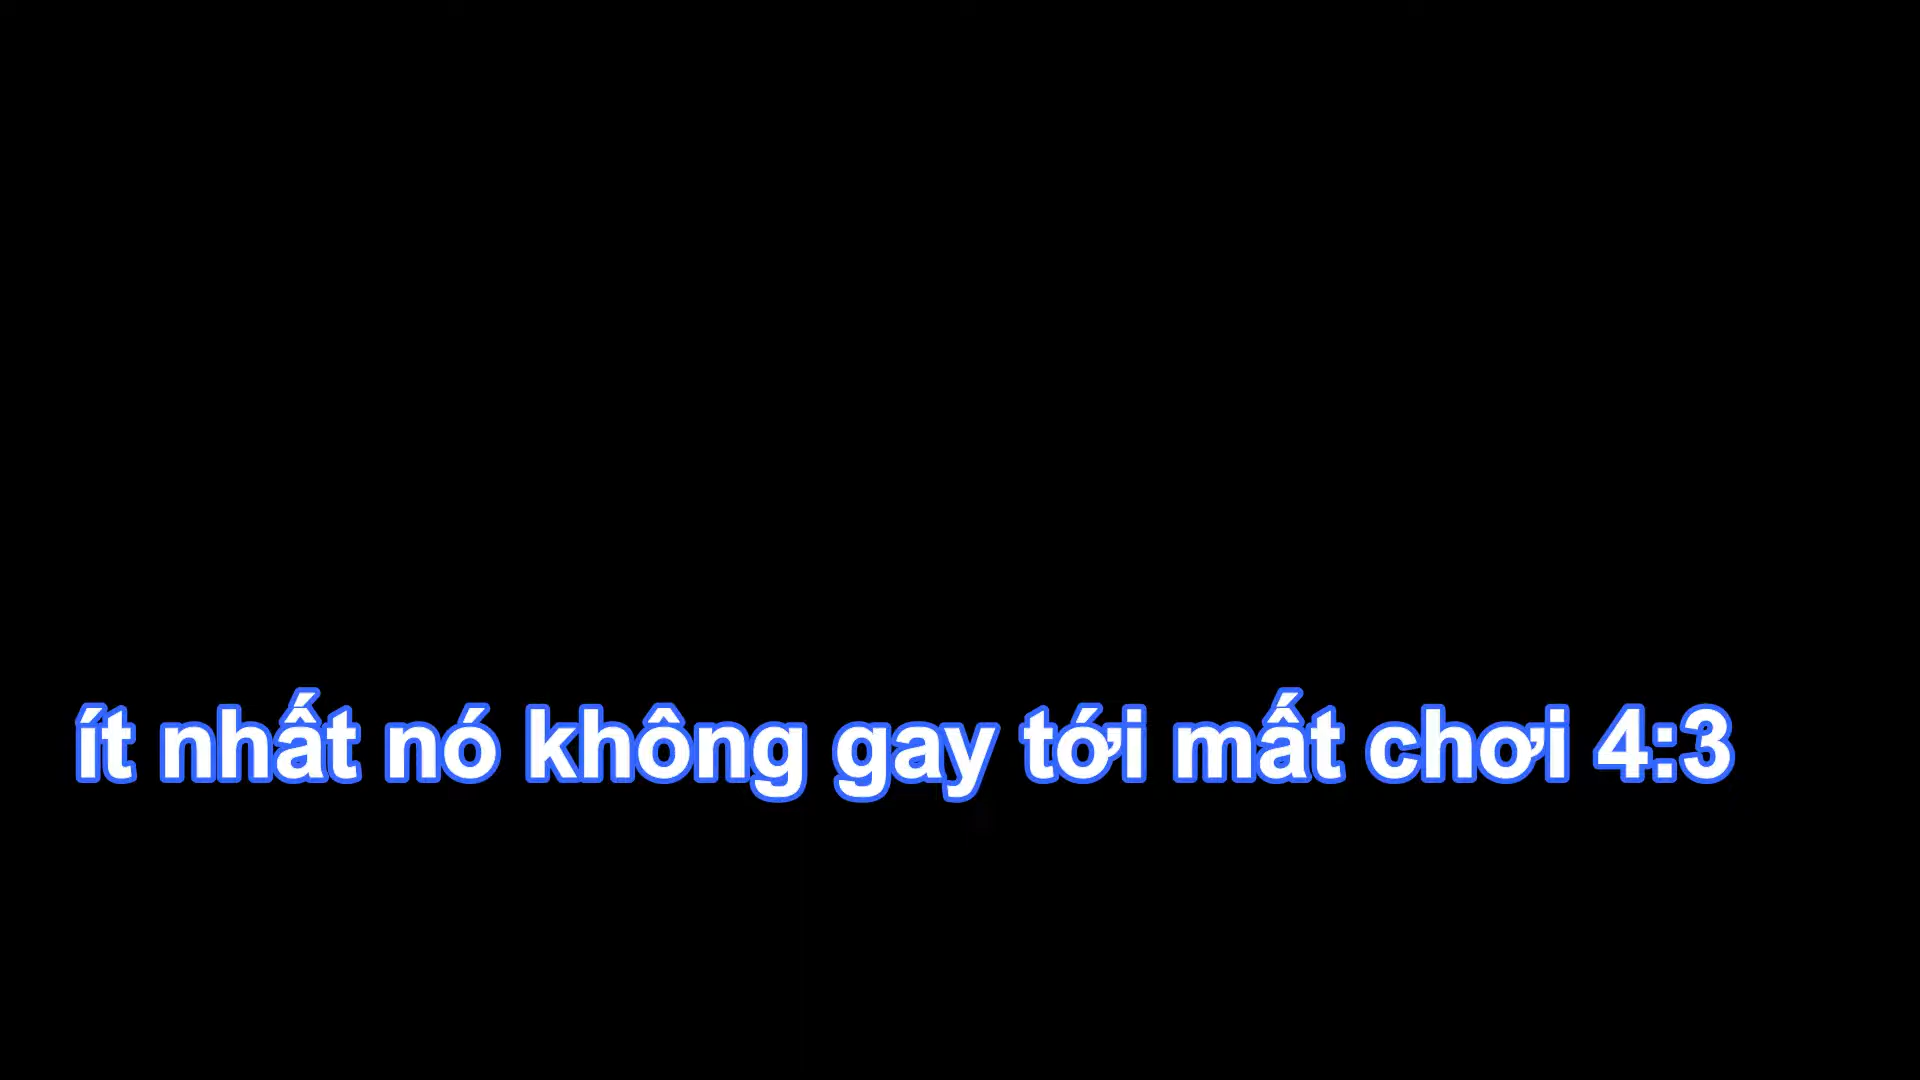 ít nhất nó không gay tới mất chơi 4:3